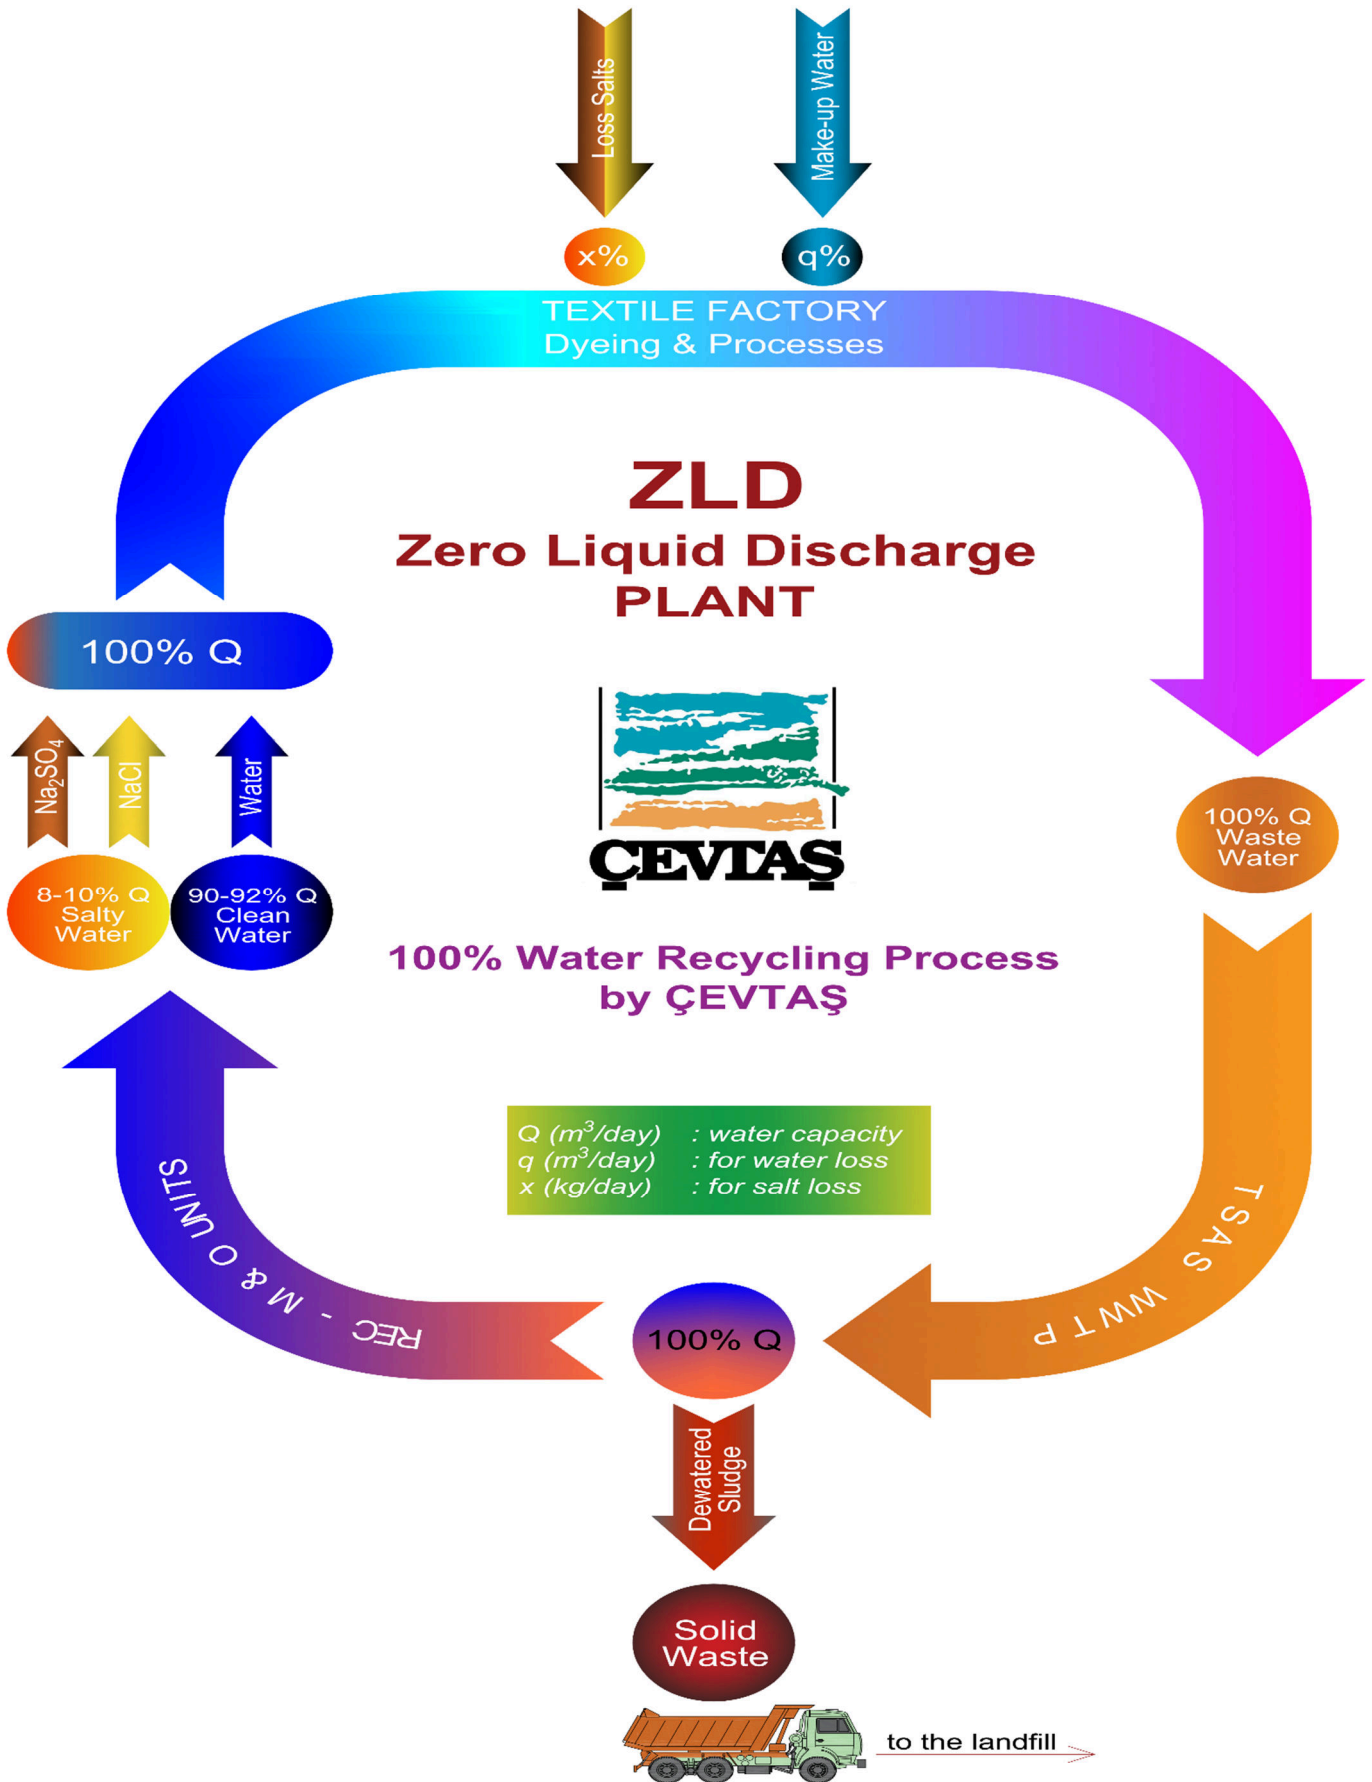 Loss Salts
Make-up Water
x%
q%
TEXTILE FACTORY
Dyeing & Processes
ZLD
Zero Liquid Discharge
PLANT
100% Q
Na₂SO₄
NaCl
Water
8-10% Q
Salty
Water
90-92% Q
Clean
Water
ÇEVTAŞ
100% Q
Waste
Water
100% Water Recycling Process
by ÇEVTAŞ
Q (m³/day) : water capacity
q (m³/day) : for water loss
x (kg/day) : for salt loss
TSAS WWTP
100% Q
REC - M & O UNITS
Dewatered
Sludge
Solid
Waste
to the landfill